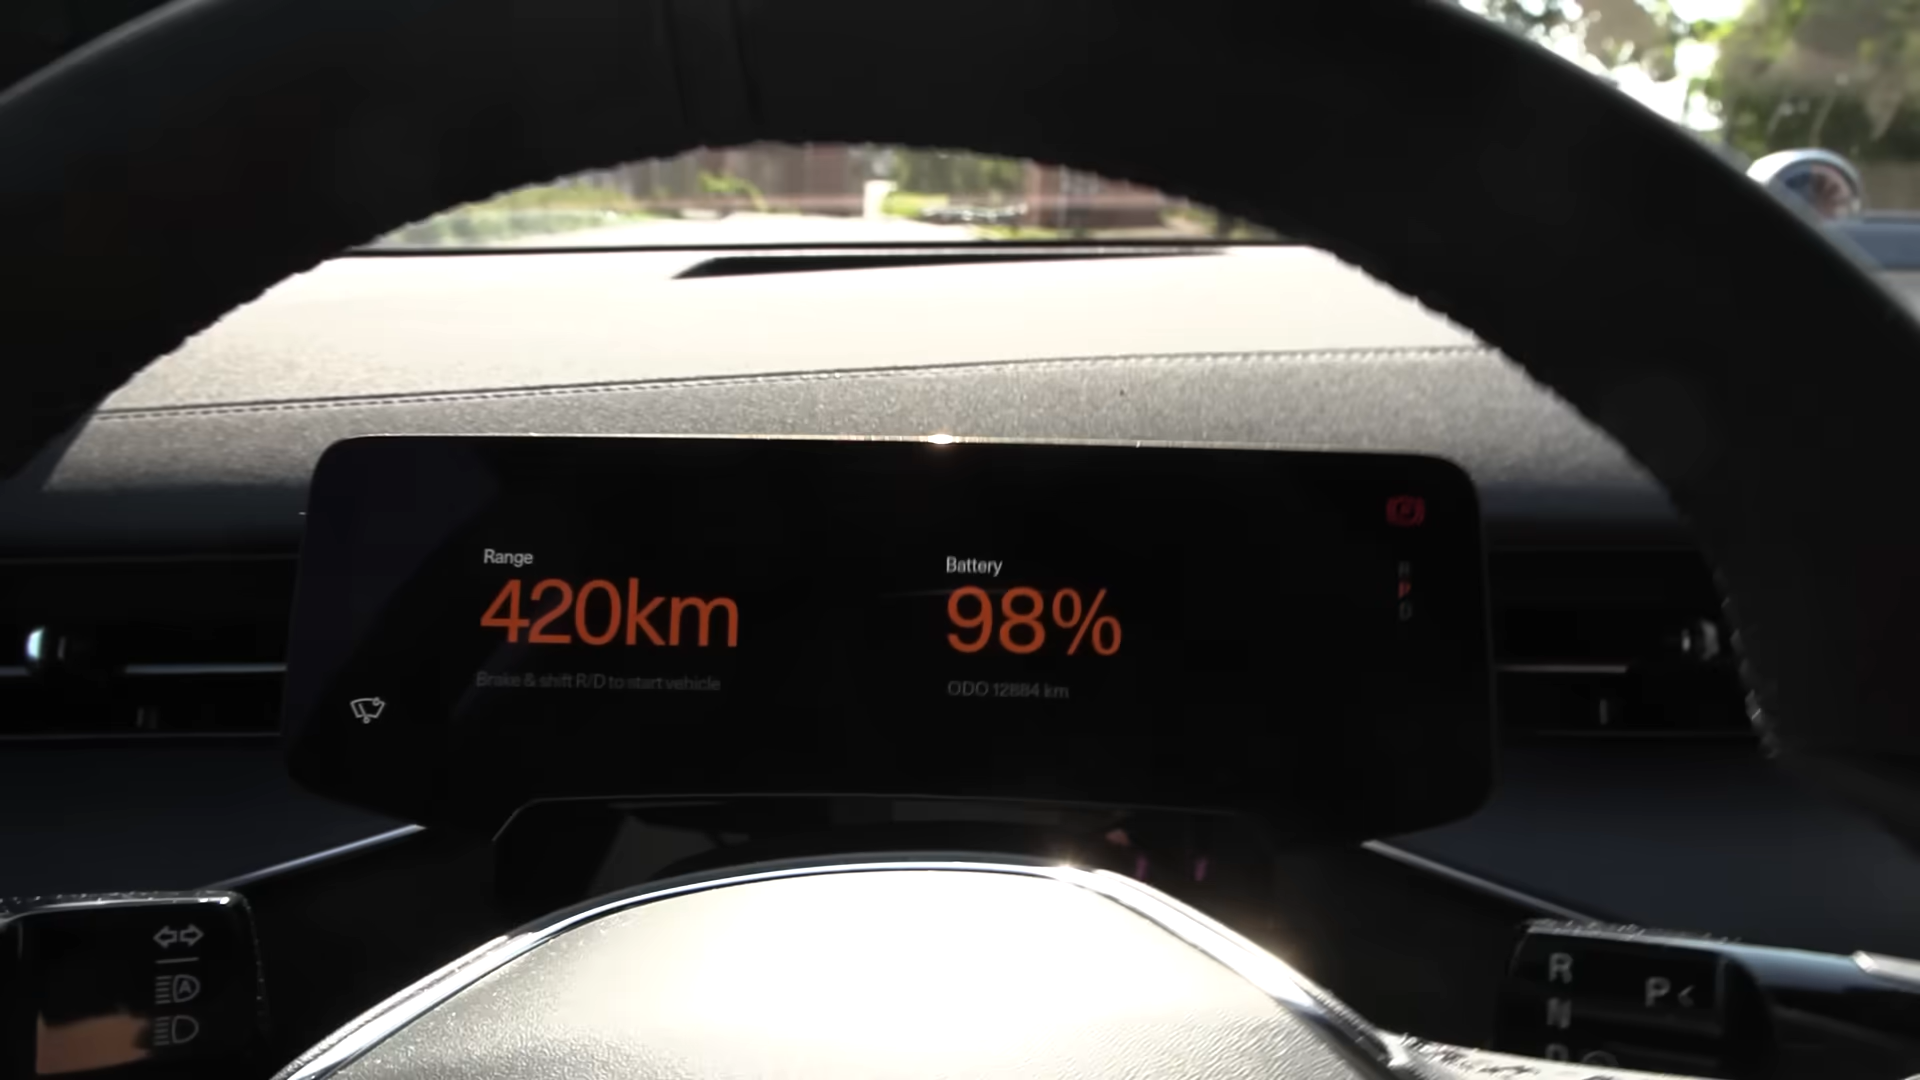 Range
420km
Brake & shift R/D to start vehicle
Battery
98%
ODO 12884 km
R
P
D
R
N
P <